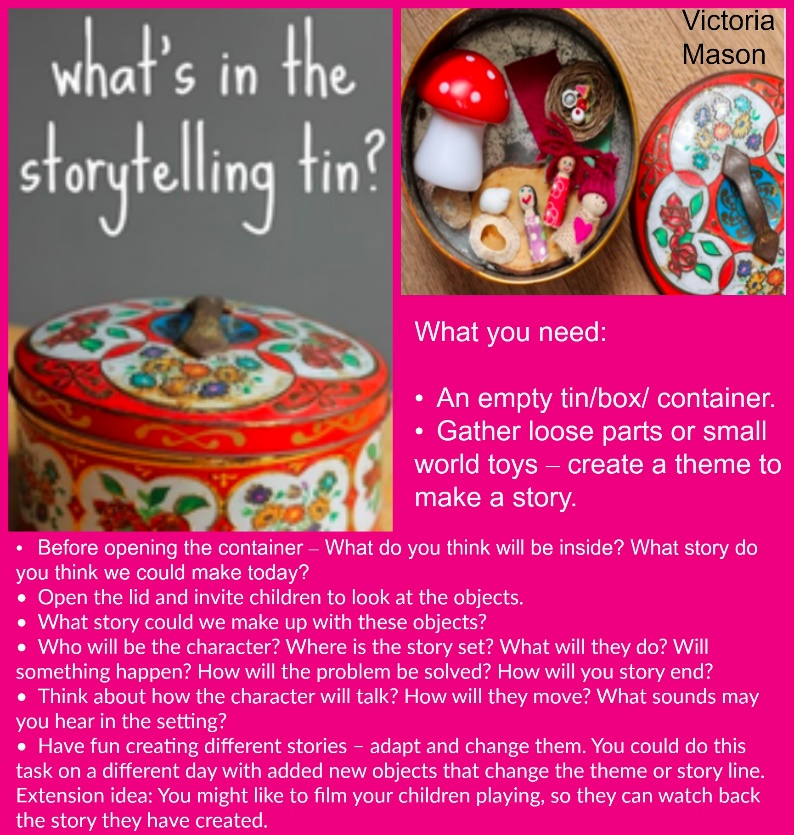 what's in the
storytelling tin?
Victoria
Mason
What you need:
• An empty tin/box/ container.
• Gather loose parts or small
world toys – create a theme to
make a story.
• Before opening the container – What do you think will be inside? What story do
you think we could make today?
• Open the lid and invite children to look at the objects.
• What story could we make up with these objects?
• Who will be the character? Where is the story set? What will they do? Will
something happen? How will the problem be solved? How will you story end?
• Think about how the character will talk? How will they move? What sounds may
you hear in the setting?
• Have fun creating different stories – adapt and change them. You could do this
task on a different day with added new objects that change the theme or story line.
Extension idea: You might like to film your children playing, so they can watch back
the story they have created.